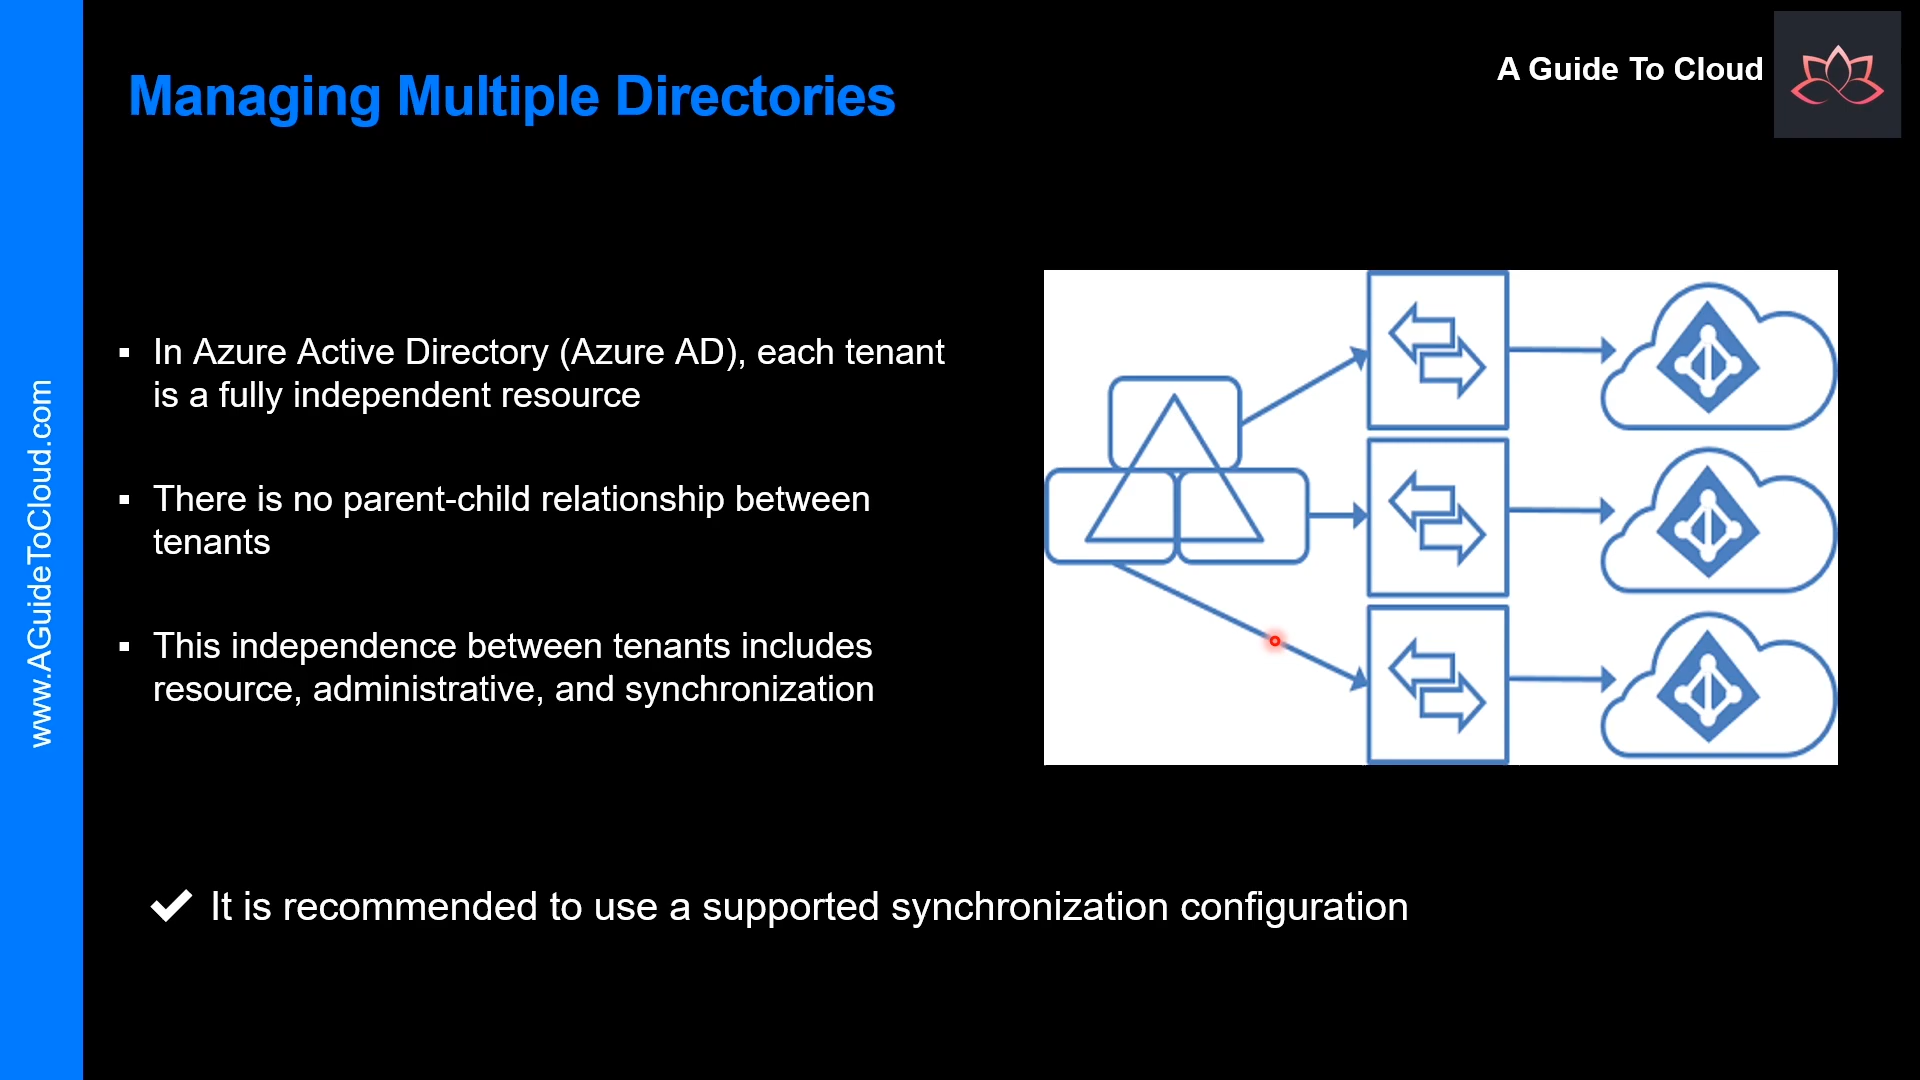 Managing Multiple Directories
A Guide To Cloud
▪ In Azure Active Directory (Azure AD), each tenant
is a fully independent resource
▪ There is no parent-child relationship between
tenants
▪ This independence between tenants includes
resource, administrative, and synchronization
✔ It is recommended to use a supported synchronization configuration
www.AGuideToCloud.com